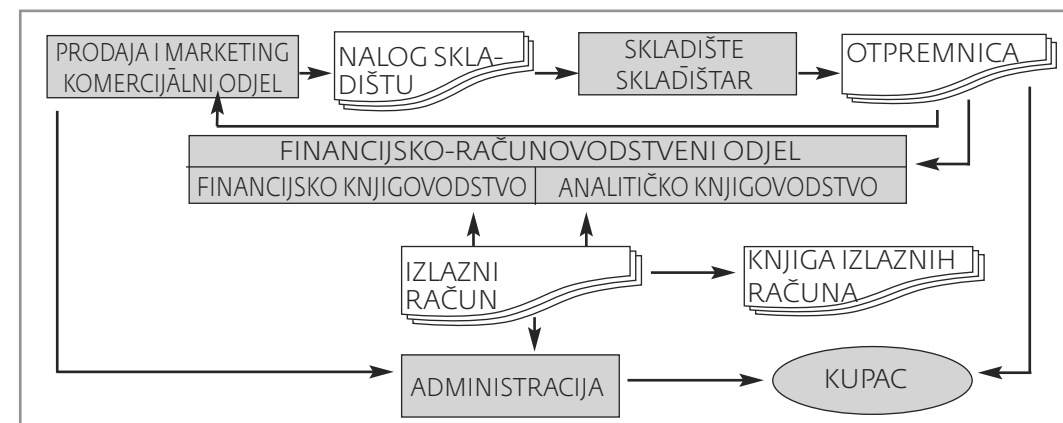 PRODAJA I MARKETING
KOMERCIJALNI ODJEL
NALOG SKLA-
DIŠTU
SKLADIŠTE
SKLADIŠTAR
OTPREMNICA
FINANCIJSKO-RAČUNOVODSTVENI ODJEL
FINANCIJSKO KNJIGOVODSTVO
ANALITIČKO KNJIGOVODSTVO
IZLAZNI
RAČUN
KNJIGA IZLAZNIH
RAČUNA
ADMINISTRACIJA
KUPAC